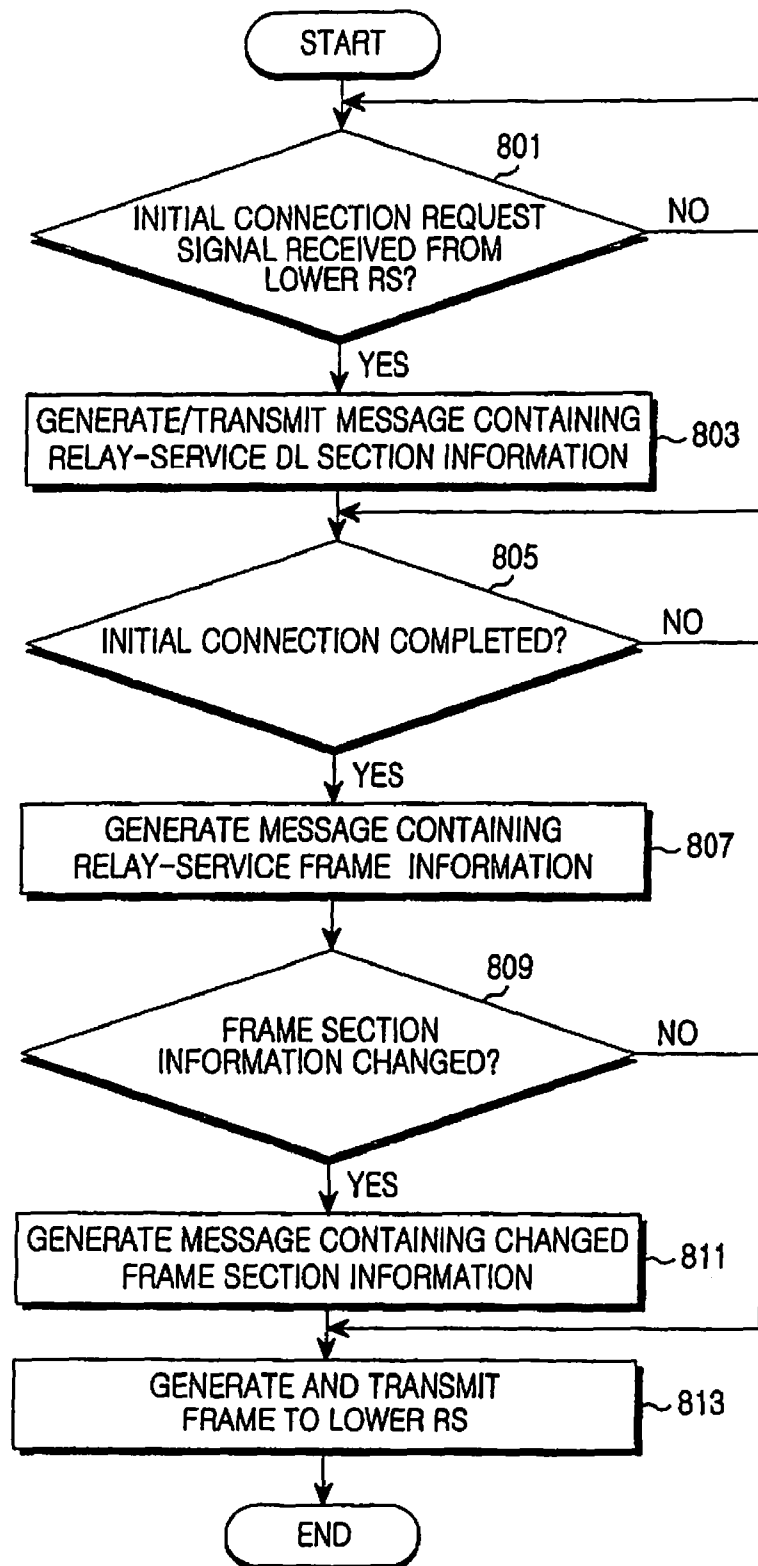 START
801
INITIAL CONNECTION REQUEST
SIGNAL RECEIVED FROM
LOWER RS?
NO
YES
GENERATE/TRANSMIT MESSAGE CONTAINING
RELAY-SERVICE DL SECTION INFORMATION
803
805
INITIAL CONNECTION COMPLETED?
NO
YES
GENERATE MESSAGE CONTAINING
RELAY-SERVICE FRAME INFORMATION
807
809
FRAME SECTION
INFORMATION CHANGED?
NO
YES
GENERATE MESSAGE CONTAINING CHANGED
FRAME SECTION INFORMATION
811
GENERATE AND TRANSMIT
FRAME TO LOWER RS
813
END